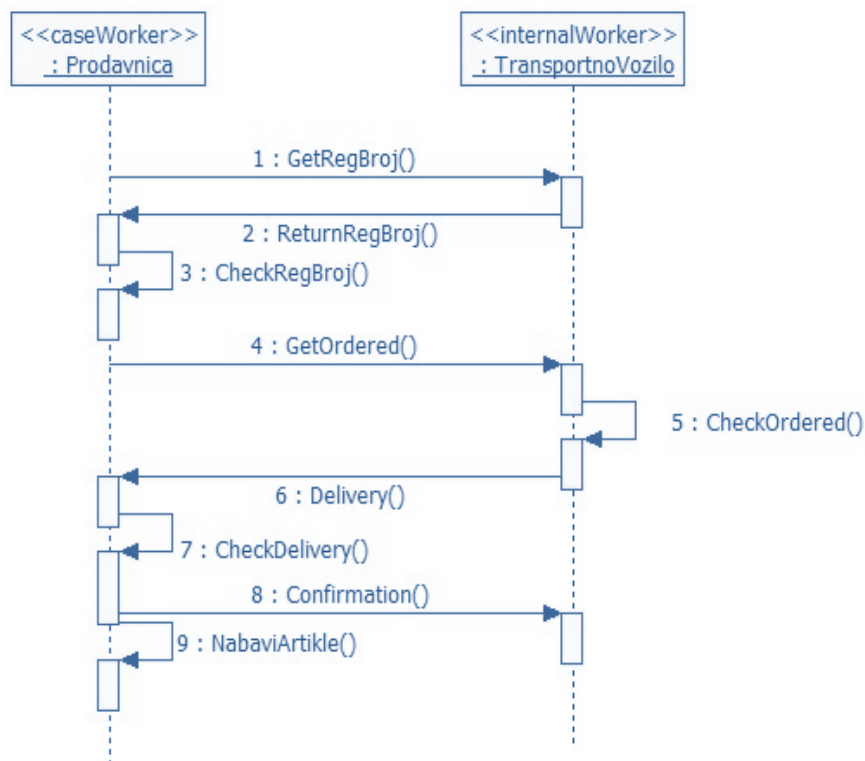 <<caseWorker>>
: Prodavnica
<<internalWorker>>
: TransportnoVozilo
1 : GetRegBroj()
2 : ReturnRegBroj()
3 : CheckRegBroj()
4 : GetOrdered()
5 : CheckOrdered()
6 : Delivery()
7 : CheckDelivery()
8 : Confirmation()
9 : NabaviArtikle()